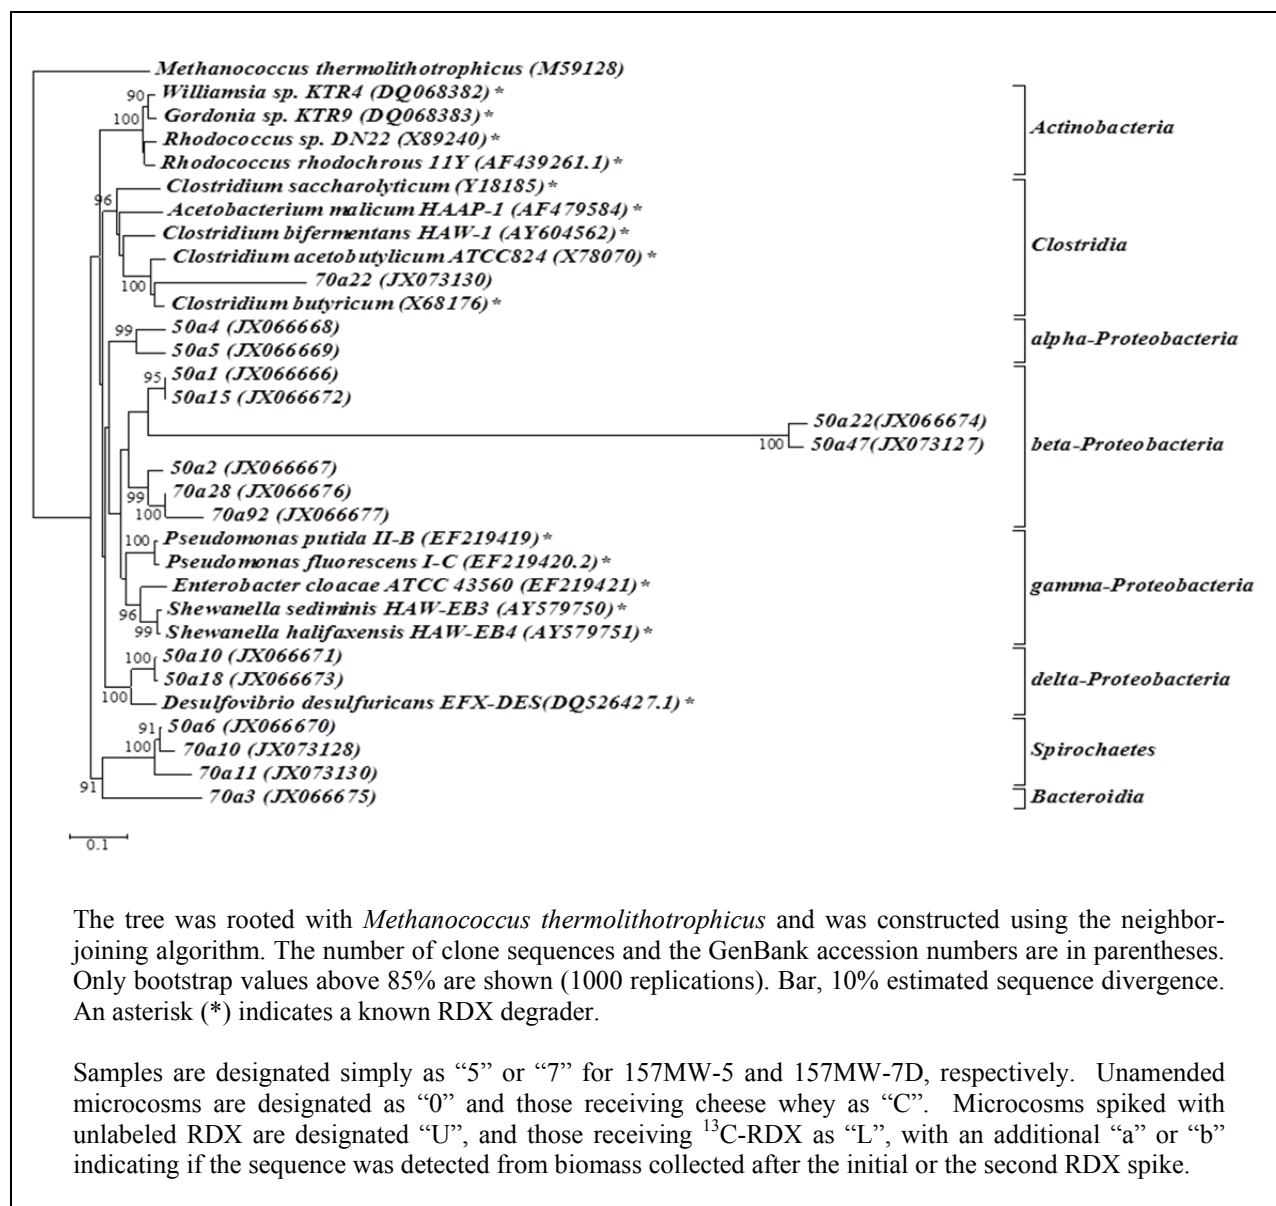 Methanococcus thermolithotrophicus (M59128)
90
Williamsia sp. KTR4 (DQ068382) *
100
Gordonia sp. KTR9 (DQ068383) *
Actinobacteria
Rhodococcus sp. DN22 (X89240) *
Rhodococcus rhodochrous 11Y (AF439261.1) *
Clostridium saccharolyticum (Y18185) *
96
Acetobacterium malicum HAAP-1 (AF479584) *
Clostridium bifermentans HAW-1 (AY604562) *
Clostridia
Clostridium acetobutylicum ATCC824 (X78070) *
100
70a22 (JX073130)
Clostridium butyricum (X68176) *
99
50a4 (JX066668)
alpha-Proteobacteria
50a5 (JX066669)
95
50a1 (JX066666)
50a15 (JX066672)
50a22(JX066674)
100
50a47(JX073127)
beta-Proteobacteria
50a2 (JX066667)
99
70a28 (JX066676)
100
70a92 (JX066677)
100
Pseudomonas putida II-B (EF219419) *
Pseudomonas fluorescens I-C (EF219420.2) *
Enterobacter cloacae ATCC 43560 (EF219421) *
gamma-Proteobacteria
96
Shewanella sediminis HAW-EB3 (AY579750) *
99
Shewanella halifaxensis HAW-EB4 (AY579751) *
100
50a10 (JX066671)
50a18 (JX066673)
delta-Proteobacteria
100
Desulfovibrio desulfuricans EFX-DES(DQ526427.1) *
91
50a6 (JX066670)
100
70a10 (JX073128)
Spirochaetes
70a11 (JX073130)
91
70a3 (JX066675)
Bacteroidia
0.1
The tree was rooted with Methanococcus thermolithotrophicus and was constructed using the neighbor-
joining algorithm. The number of clone sequences and the GenBank accession numbers are in parentheses.
Only bootstrap values above 85% are shown (1000 replications). Bar, 10% estimated sequence divergence.
An asterisk (*) indicates a known RDX degrader.
Samples are designated simply as “5” or “7” for 157MW-5 and 157MW-7D, respectively. Unamended
microcosms are designated as “0” and those receiving cheese whey as “C”. Microcosms spiked with
unlabeled RDX are designated “U”, and those receiving ¹³C-RDX as “L”, with an additional “a” or “b”
indicating if the sequence was detected from biomass collected after the initial or the second RDX spike.